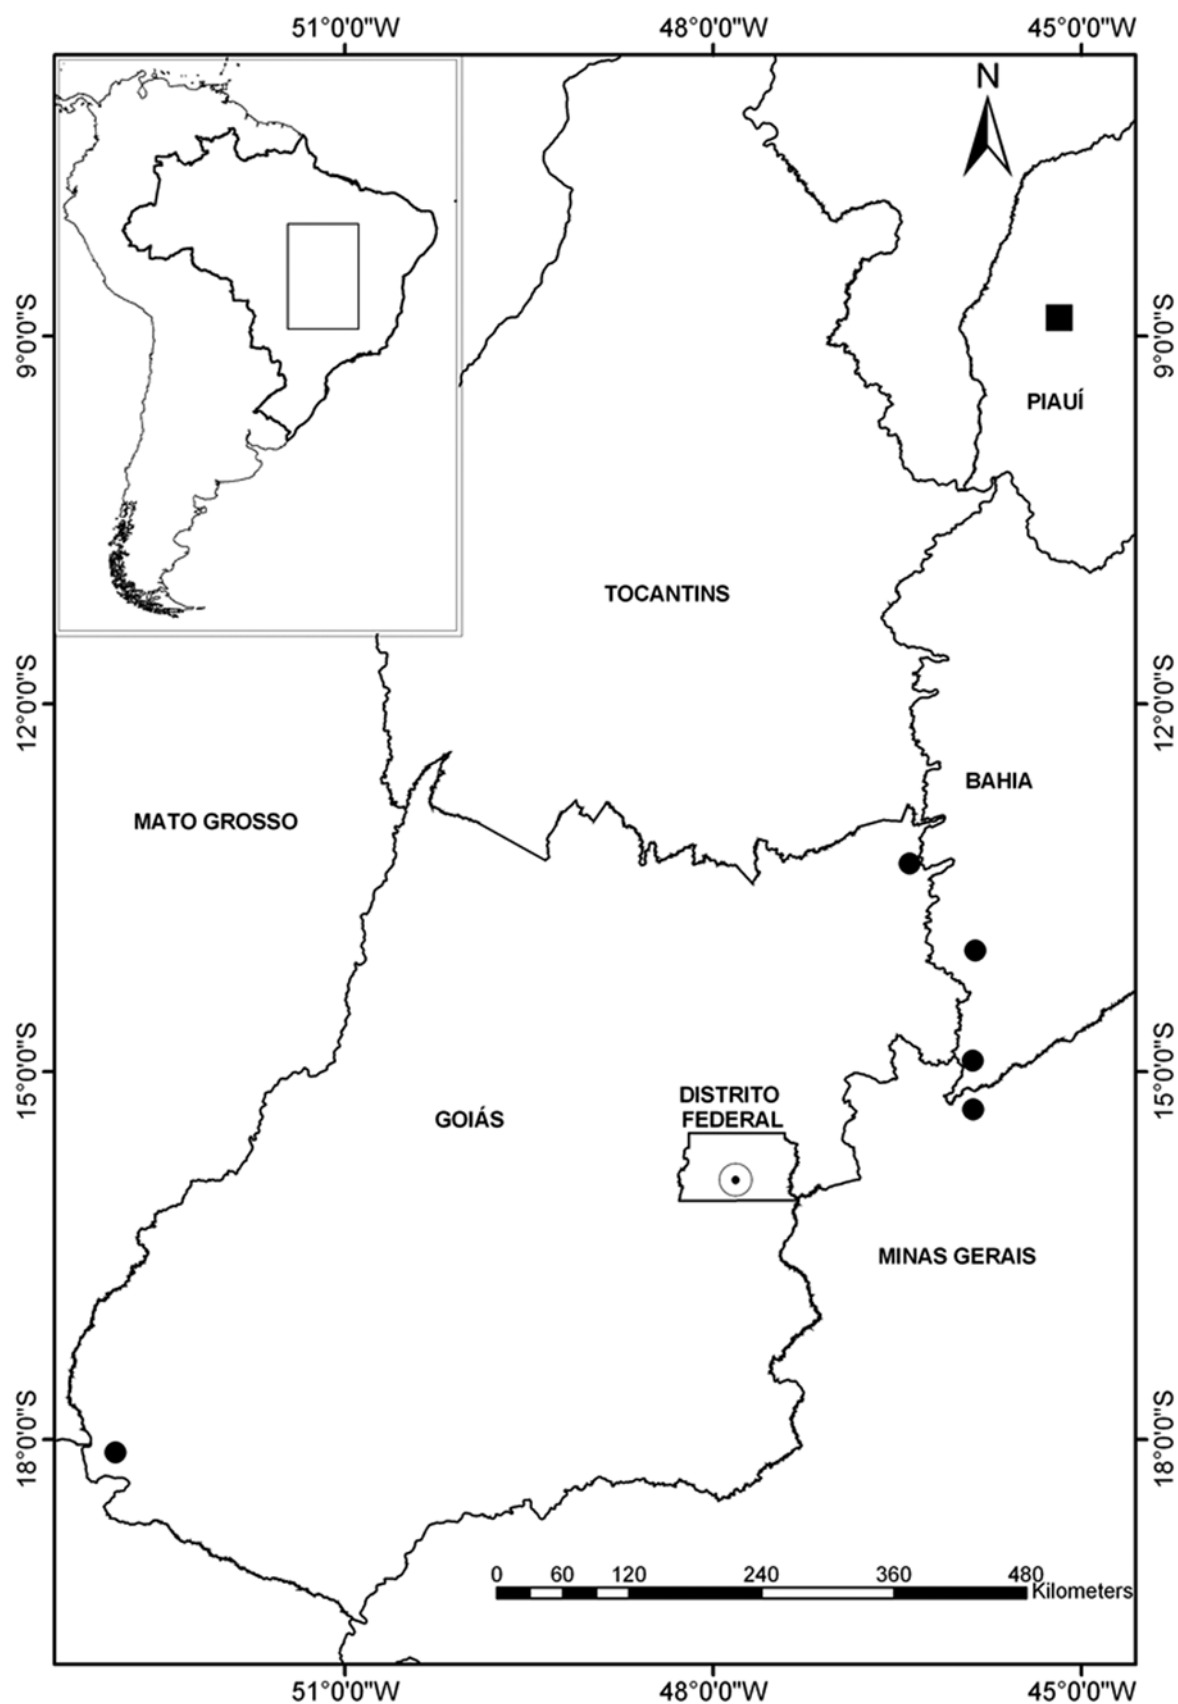 51°0'0"W 48°0'0"W 45°0'0"W
N
9°0'0"S 9°0'0"S
PIAUÍ
TOCANTINS
12°0'0"S 12°0'0"S
BAHIA
MATO GROSSO
15°0'0"S 15°0'0"S
DISTRITO
FEDERAL
GOIÁS
MINAS GERAIS
18°0'0"S 18°0'0"S
0 60 120 240 360 480
Kilometers
51°0'0"W 48°0'0"W 45°0'0"W